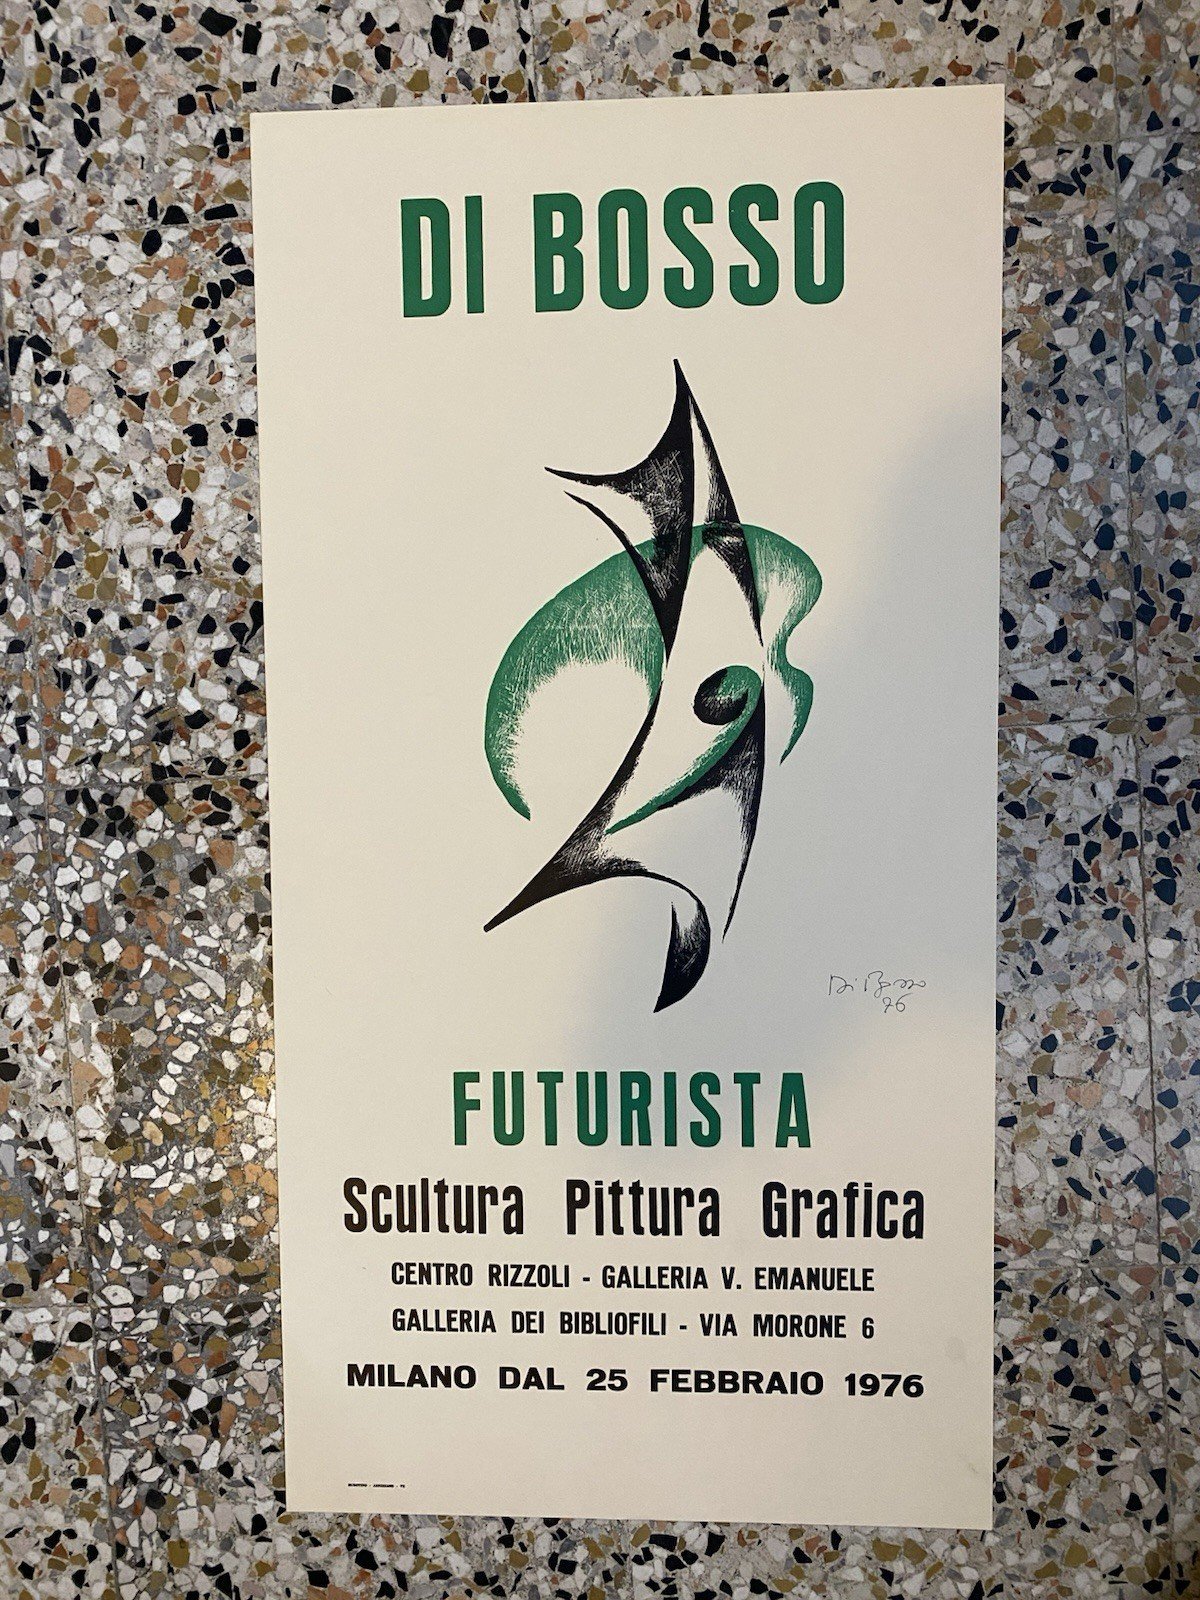 DI BOSSO
Di Bosso
76
FUTURISTA
Scultura Pittura Grafica
CENTRO RIZZOLI - GALLERIA V. EMANUELE
GALLERIA DEI BIBLIOFILI - VIA MORONE 6
MILANO DAL 25 FEBBRAIO 1976